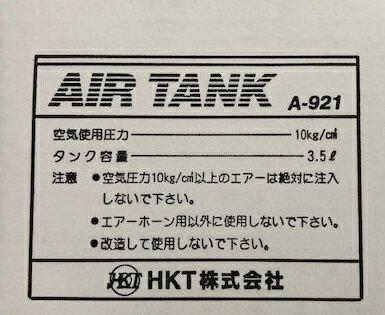 AIR TANK A-921
空気使用圧力 10kg/c㎡
タンク容量 3.5ℓ
注意 ●空気圧力10kg/c㎡以上のエアーは絶対に注入
しないで下さい。
●エアーホーン用以外に使用しないで下さい。
●改造して使用しないで下さい。
HKT HKT株式会社